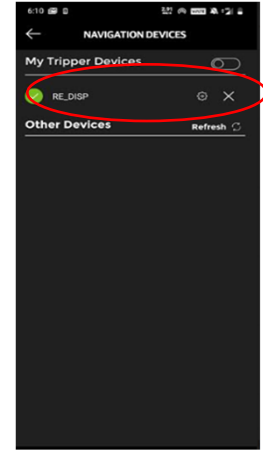 6:10
NAVIGATION DEVICES
My Tripper Devices
RE_DISP
Other Devices
Refresh